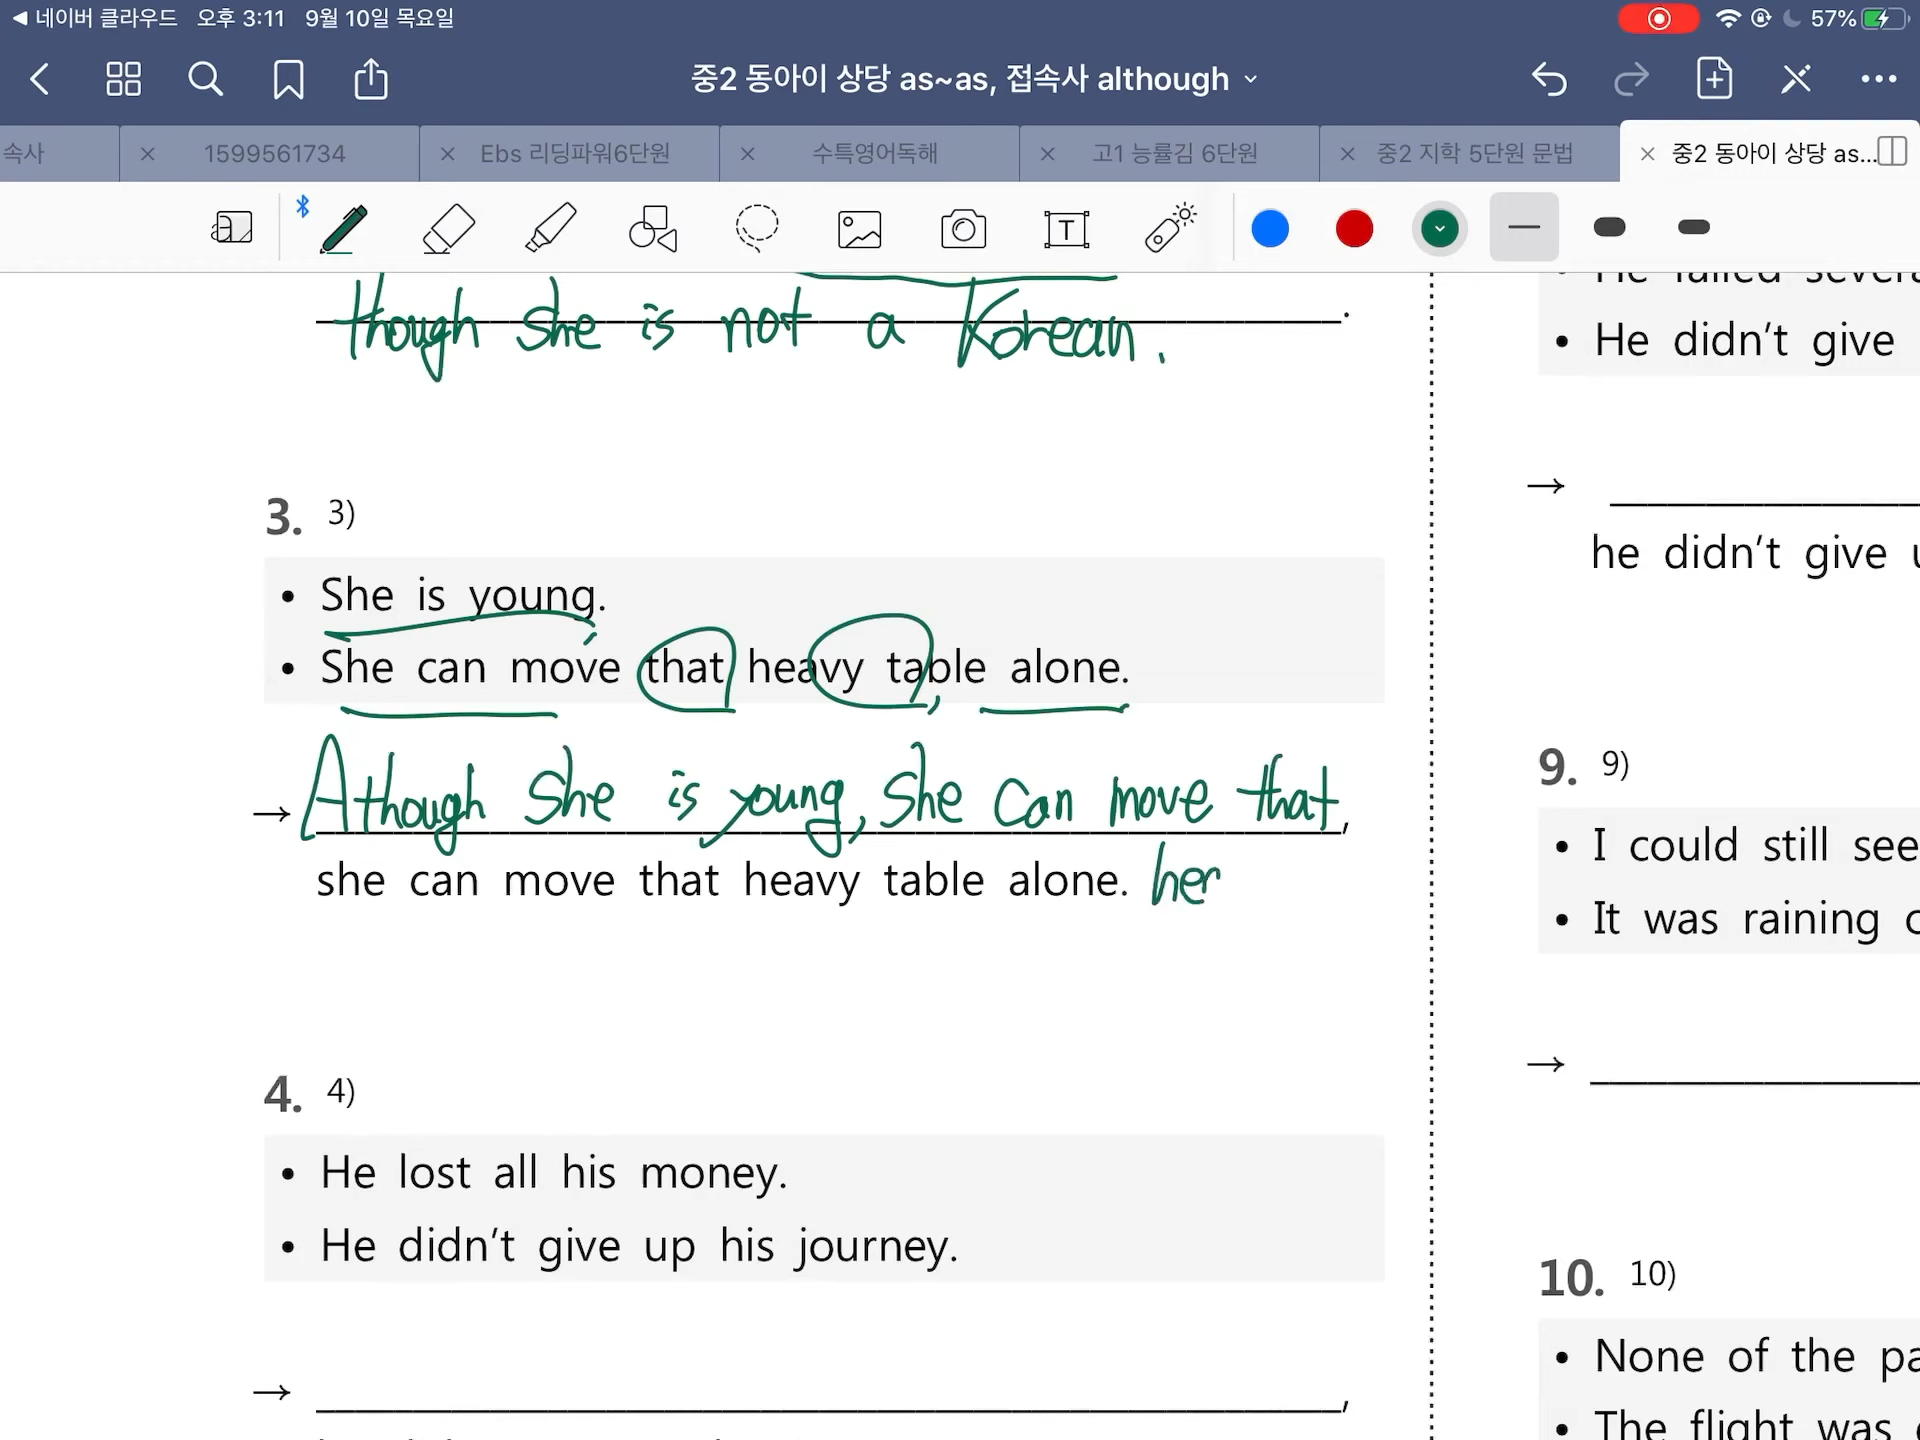 네이버 클라우드 오후 3:11 9월 10일 목요일 57%
중2 동아이 상당 as~as, 접속사 although
속사 1599561734 Ebs 리딩파워6단원 수특영어독해 고1 능률김 6단원 중2 지학 5단원 문법 중2 동아이 상당 as...
T
though she is not a Korean.
3. 3)
• She is young.
• She can move that heavy table alone.
→ Athough she is young, she can move that,
she can move that heavy table alone. her
4. 4)
• He lost all his money.
• He didn't give up his journey.
→ ,
• He failed
• He didn't give
→
he didn't give
9. 9)
• I could still see
• It was raining
→
10. 10)
• None of the
• The flight was